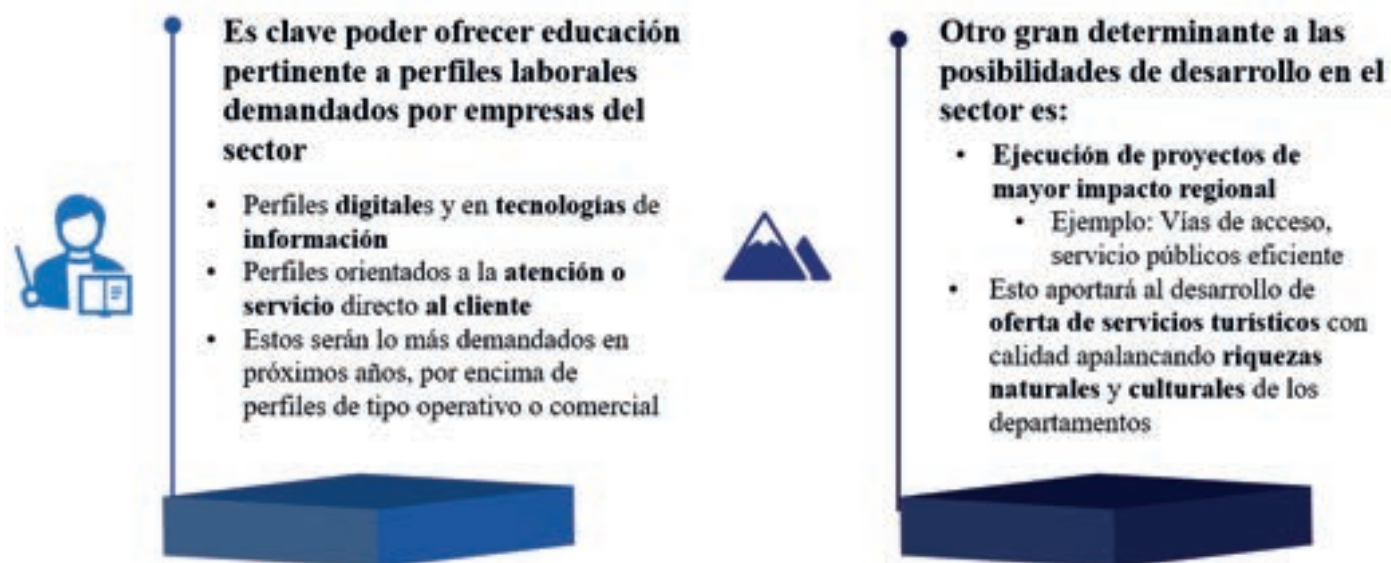 Es clave poder ofrecer educación
pertinente a perfiles laborales
demandados por empresas del
sector
• Perfiles digitales y en tecnologías de
información
• Perfiles orientados a la atención o
servicio directo al cliente
• Estos serán lo más demandados en
próximos años, por encima de
perfiles de tipo operativo o comercial
Otro gran determinante a las
posibilidades de desarrollo en el
sector es:
• Ejecución de proyectos de
mayor impacto regional
• Ejemplo: Vías de acceso,
servicio públicos eficiente
• Esto aportará al desarrollo de
oferta de servicios turísticos con
calidad apalancando riquezas
naturales y culturales de los
departamentos